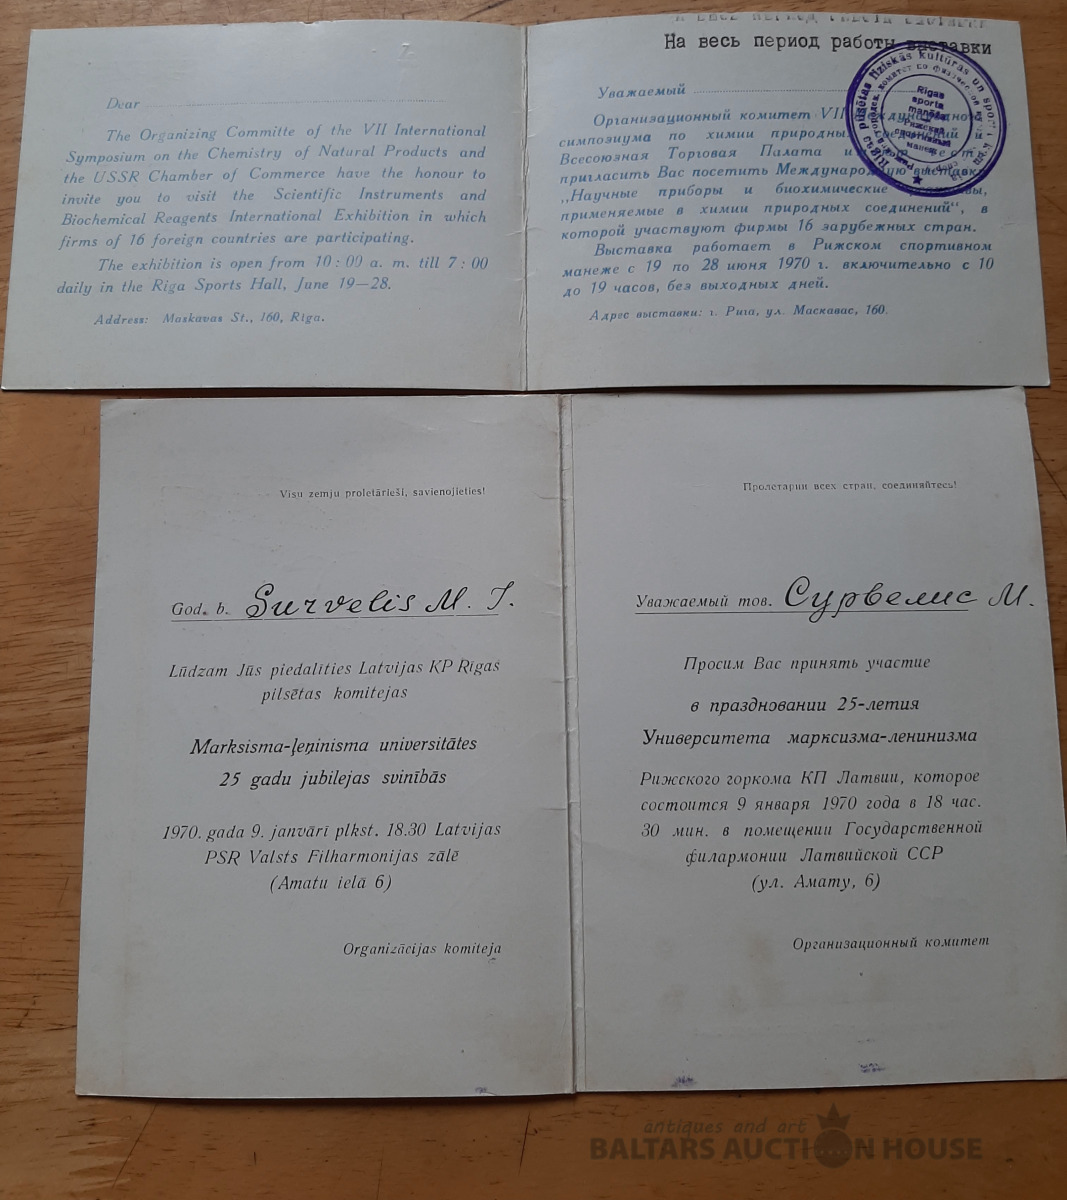 Dear
The Organizing Committe of the VII International
Symposium on the Chemistry of Natural Products and
the USSR Chamber of Commerce have the honour to
invite you to visit the Scientific Instruments and
Biochemical Reagents International Exhibition in which
firms of 16 foreign countries are participating.
The exhibition is open from 10:00 a. m. till 7:00
daily in the Riga Sports Hall, June 19—28.
Address: Maskavas St., 160, Riga.
На весь период работы выставки
Уважаемый
Организационный комитет VII Международного
симпозиума по химии природных соединений и
Всесоюзная Торговая Палата имеют честь
пригласить Вас посетить Международную выставку
„Научные приборы и биохимические
применяемые в химии природных соединений“, в
которой участвуют фирмы 16 зарубежных стран.
Выставка работает в Рижском спортивном
манеже с 19 по 28 июня 1970 г. включительно с 10
до 19 часов, без выходных дней.
Адрес выставки: г. Рига, ул. Маскавас, 160.
Rīgas
sporta
manēža
Рижский
спортивный
манеж
Visu zemju proletārieši, savienojieties!
God. b. Survelis M. J.
Lūdzam Jūs piedalīties Latvijas KP Rīgas
pilsētas komitejas
Marksisma-ļeņinisma universitātes
25 gadu jubilejas svinībās
1970. gada 9. janvārī plkst. 18.30 Latvijas
PSR Valsts Filharmonijas zālē
(Amatu ielā 6)
Organizācijas komiteja
Пролетарии всех стран, соединяйтесь!
Уважаемый тов. Сурвелис М.
Просим Вас принять участие
в праздновании 25-летия
Университета марксизма-ленинизма
Рижского горкома КП Латвии, которое
состоится 9 января 1970 года в 18 час.
30 мин. в помещении Государственной
филармонии Латвийской ССР
(ул. Амату, 6)
Организационный комитет
antiques and art
BALTARS AUCTION HOUSE